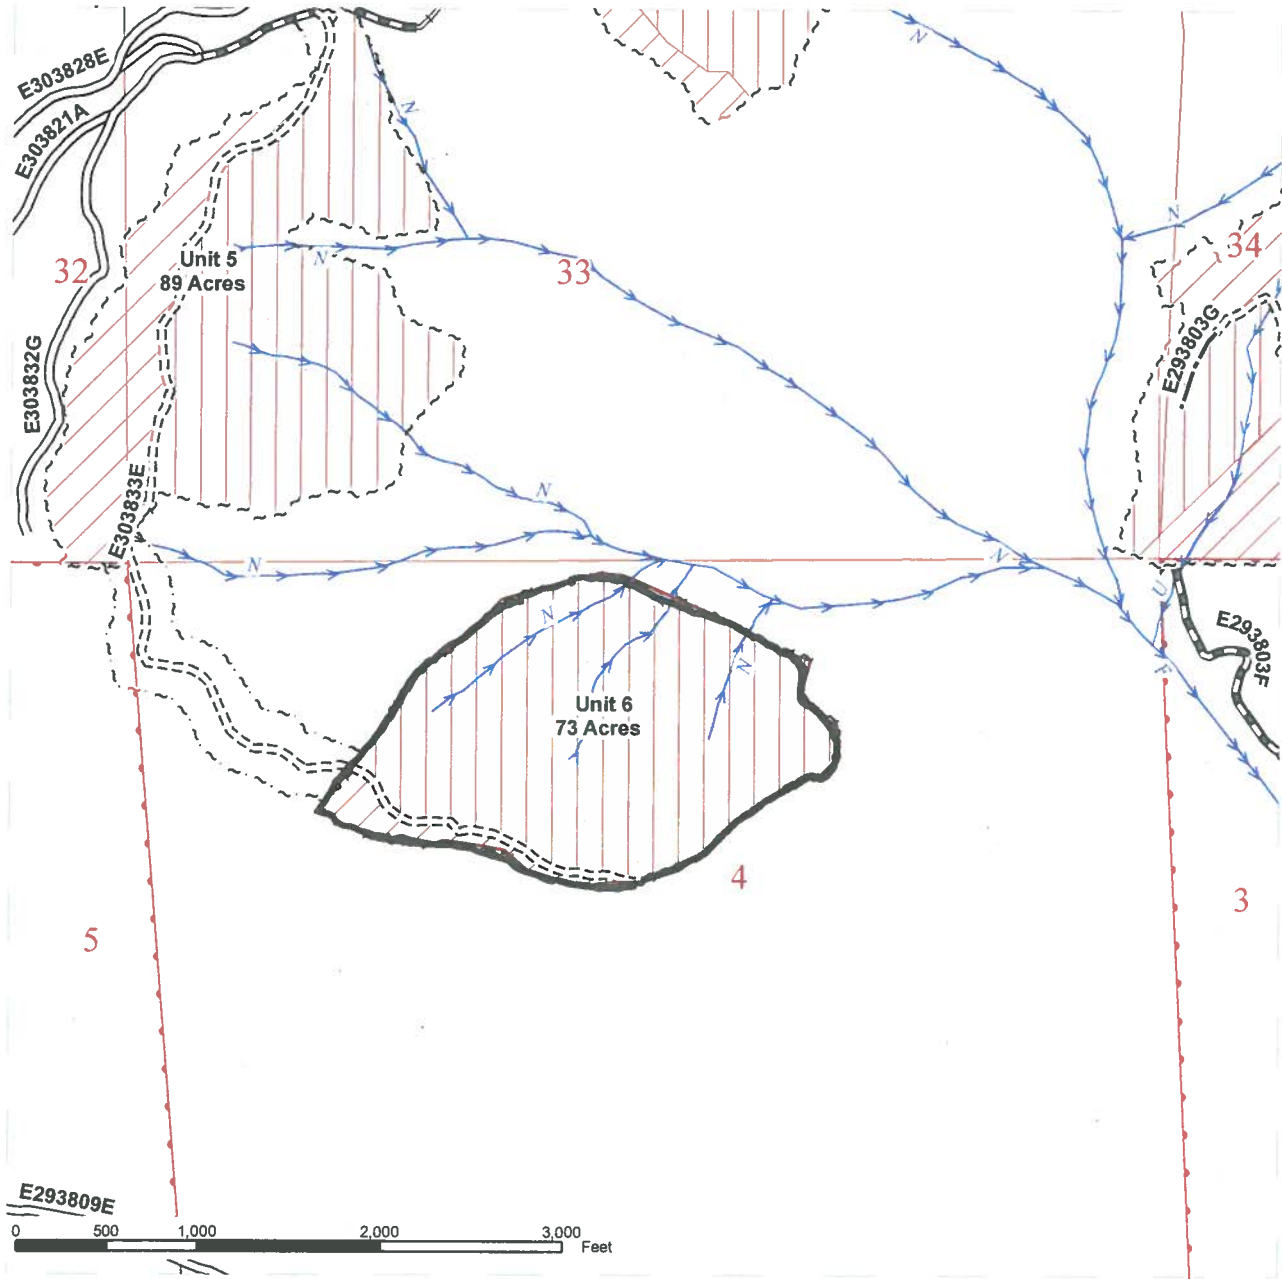 E303828E
N
E303821A
N
N
34
Unit 5
89 Acres
32
N
33
E303832G
E293803G
N
E303833E
N
N
U
N
E293803F
N
F
Unit 6
73 Acres
4
3
5
E293809E
0 500 1,000 2,000 3,000 Feet